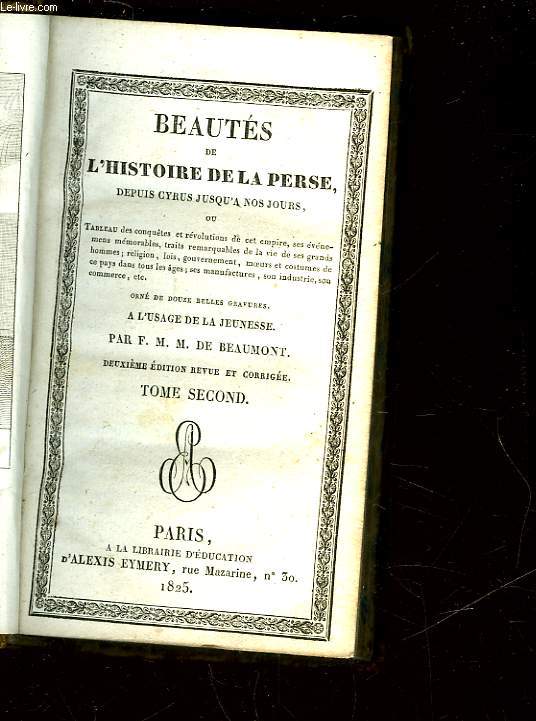 Le-livre.com
BEAUTÉS
DE
L'HISTOIRE DE LA PERSE,
DEPUIS CYRUS JUSQU'A NOS JOURS,
OU
TABLEAU des conquêtes et révolutions de cet empire, ses événe-
mens mémorables, traits remarquables de la vie de ses grands
hommes; religion, lois, gouvernement, mœurs et costumes de
ce pays dans tous les âges; ses manufactures, son industrie, son
commerce, etc.
ORNÉ DE DOUZE BELLES GRAVURES.
A L'USAGE DE LA JEUNESSE.
PAR F. M. M. DE BEAUMONT.
DEUXIÈME ÉDITION REVUE ET CORRIGÉE.
TOME SECOND.
PARIS,
A LA LIBRAIRIE D'ÉDUCATION
D'ALEXIS EYMERY, rue Mazarine, n° 30.
1825.